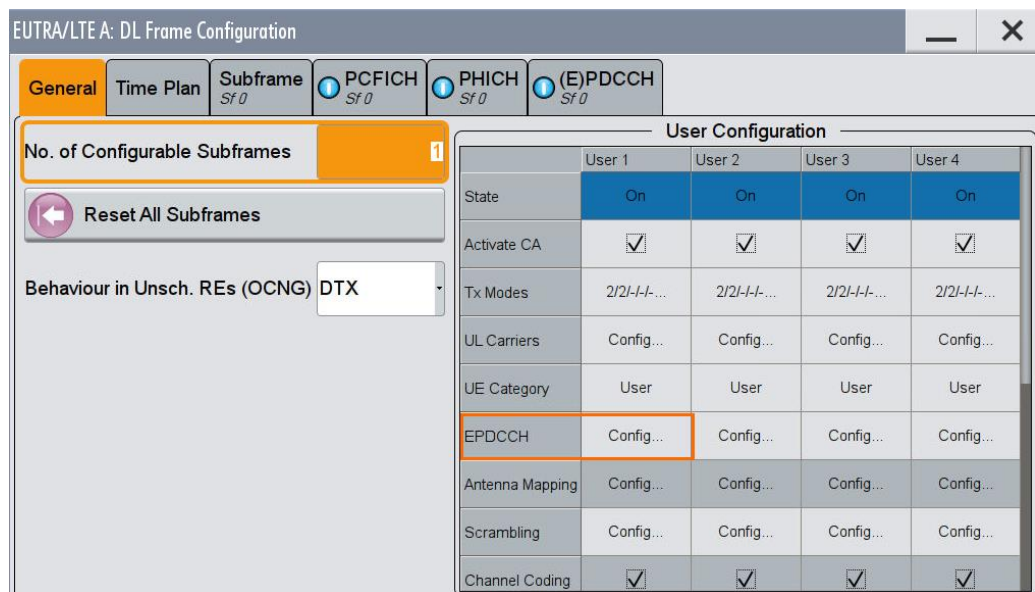 EUTRA/LTE A: DL Frame Configuration
General
Time Plan
Subframe
Sf 0
PCFICH
Sf 0
PHICH
Sf 0
(E)PDCCH
Sf 0
No. of Configurable Subframes 1
Reset All Subframes
Behaviour in Unsch. REs (OCNG) DTX
User Configuration
User 1 User 2 User 3 User 4
State On On On On
Activate CA
Tx Modes 2/2/-/-/-... 2/2/-/-/-... 2/2/-/-/-... 2/2/-/-/-...
UL Carriers Config... Config... Config... Config...
UE Category User User User User
EPDCCH Config... Config... Config... Config...
Antenna Mapping Config... Config... Config... Config...
Scrambling Config... Config... Config... Config...
Channel Coding